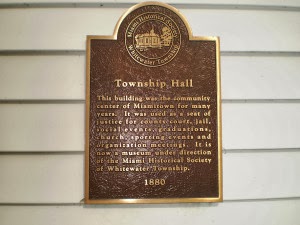 Miami Historical Society
Whitewater Township
Township Hall
This building was the community
center of Miamitown for many
years. It was used as a seat of
justice for county court, jail,
social events, graduations,
church, sporting events and
organization meetings. It is
now a museum under direction
of the Miami Historical Society
of Whitewater Township.
1880